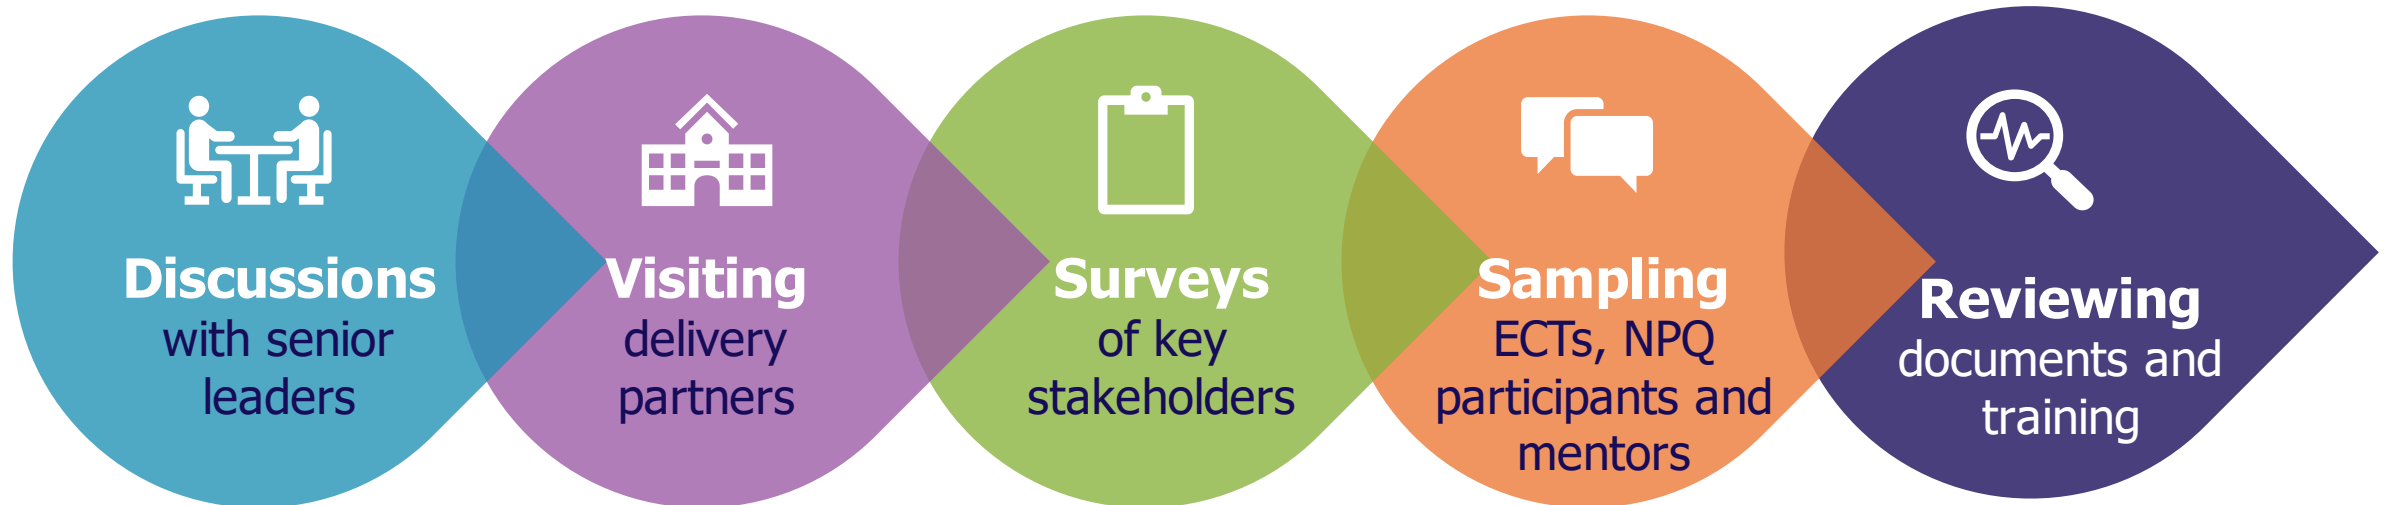 Discussions
with senior
leaders
Visiting
delivery
partners
Surveys
of key
stakeholders
Sampling
ECTs, NPQ
participants and
mentors
Reviewing
documents and
training